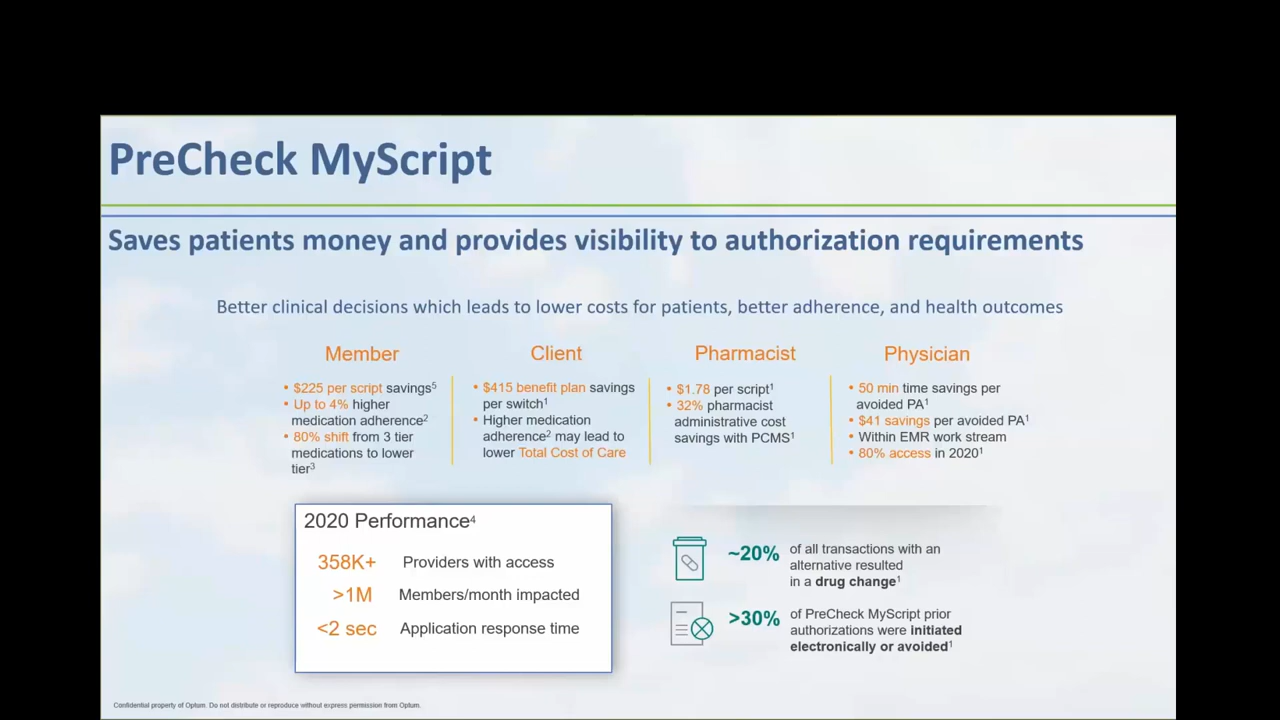 PreCheck MyScript
Saves patients money and provides visibility to authorization requirements
Better clinical decisions which leads to lower costs for patients, better adherence, and health outcomes
Member
• $225 per script savings⁵
• Up to 4% higher
medication adherence²
• 80% shift from 3 tier
medications to lower
tier³
Client
• $415 benefit plan savings
per switch¹
• Higher medication
adherence² may lead to
lower Total Cost of Care
Pharmacist
• $1.78 per script¹
• 32% pharmacist
administrative cost
savings with PCMS¹
Physician
• 50 min time savings per
avoided PA¹
• $41 savings per avoided PA¹
• Within EMR work stream
• 80% access in 2020¹
2020 Performance⁴
358K+ Providers with access
>1M Members/month impacted
<2 sec Application response time
~20% of all transactions with an
alternative resulted
in a drug change¹
>30% of PreCheck MyScript prior
authorizations were initiated
electronically or avoided¹
Confidential property of Optum. Do not distribute or reproduce without express permission from Optum.